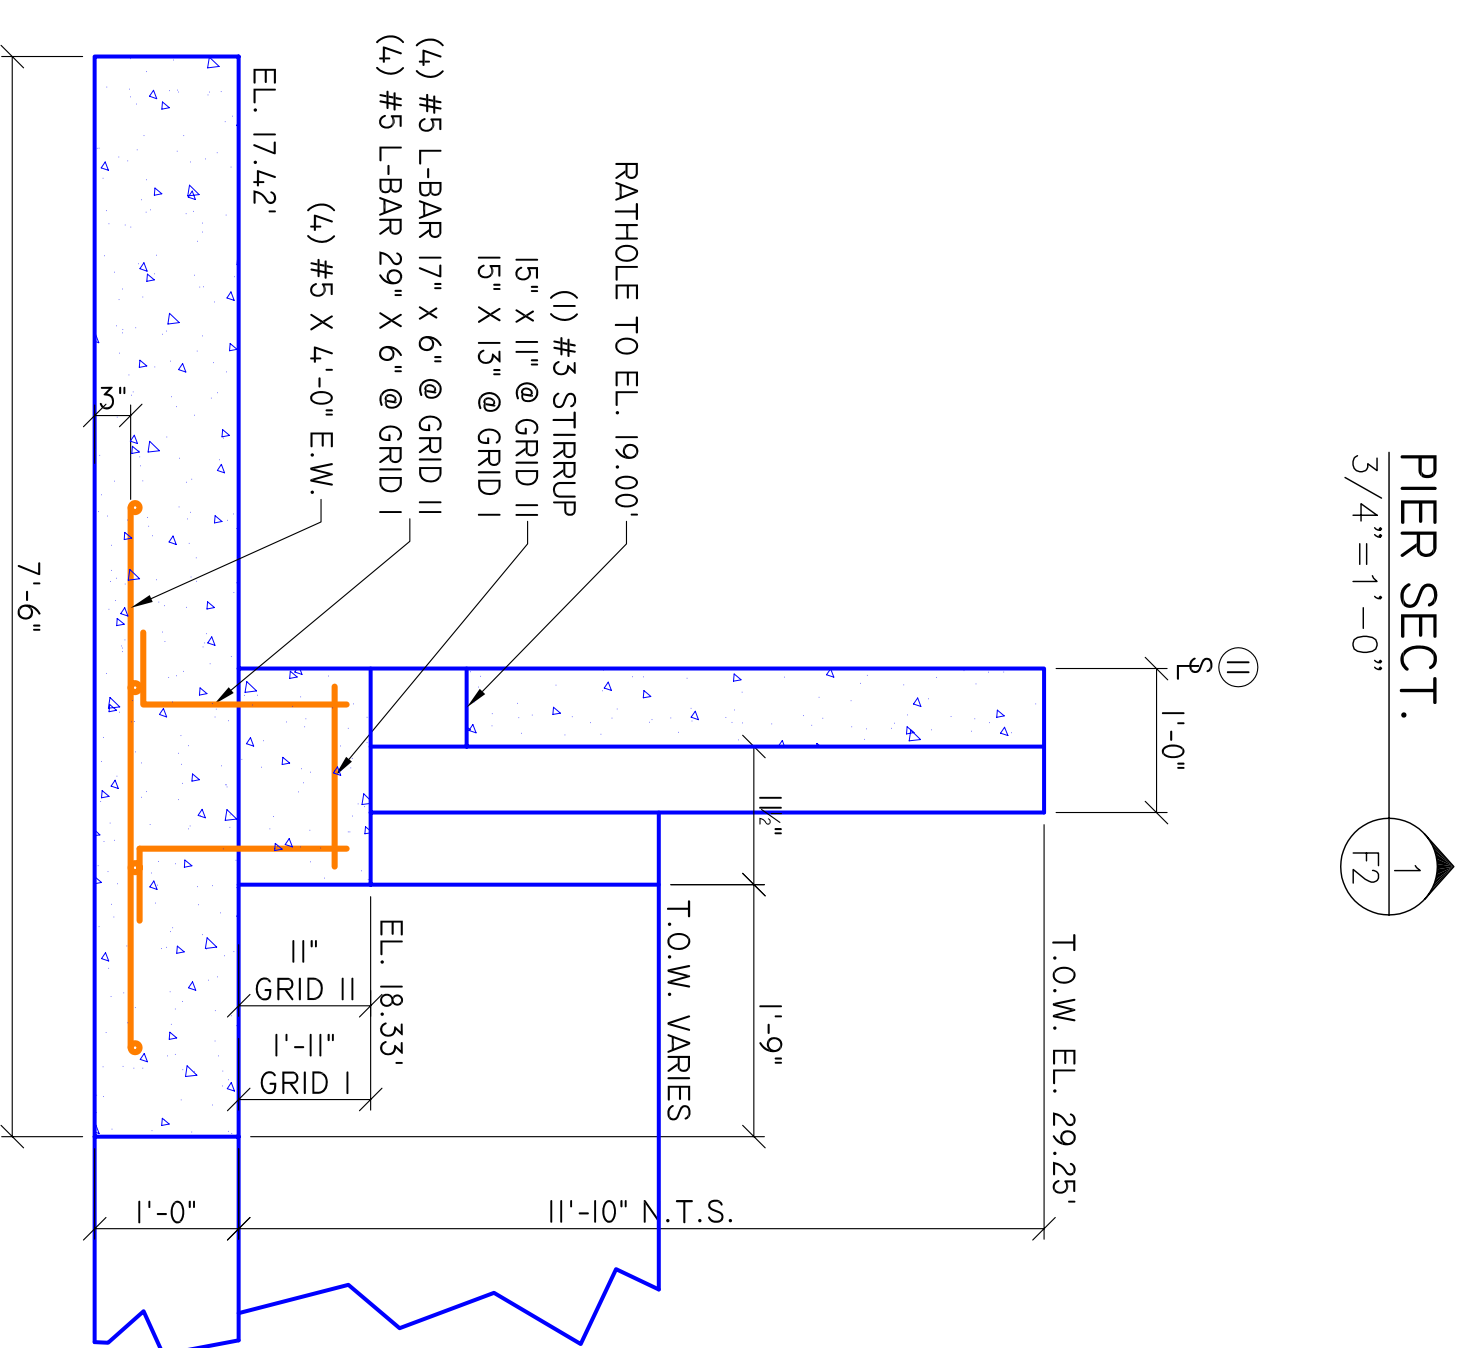 PIER SECT.
3/4"=1'-0"
1
F2
II
SL
1'-0"
T.O.W. EL. 29.25'
11½"
1'-9"
T.O.W. VARIES
RATHOLE TO EL. 19.00'
(1) #3 STIRRUP
15" X 11" @ GRID II
15" X 13" @ GRID I
(4) #5 L-BAR 17" X 6" @ GRID II
(4) #5 L-BAR 29" X 6" @ GRID I
(4) #5 X 4'-0" E.W.
EL. 17.42'
EL. 18.33'
11"
GRID II
1'-11"
GRID I
11'-10" N.T.S.
1'-0"
3"
7'-6"